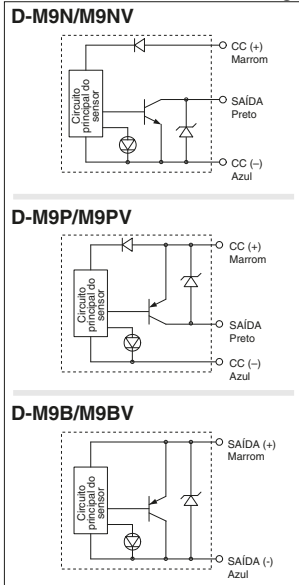 D-M9N/M9NV
CC (+)
Marrom
Circuito
principal do
sensor
SAÍDA
Preto
CC (–)
Azul
D-M9P/M9PV
CC (+)
Marrom
Circuito
principal do
sensor
SAÍDA
Preto
CC (–)
Azul
D-M9B/M9BV
SAÍDA (+)
Marrom
Circuito
principal do
sensor
SAÍDA (-)
Azul